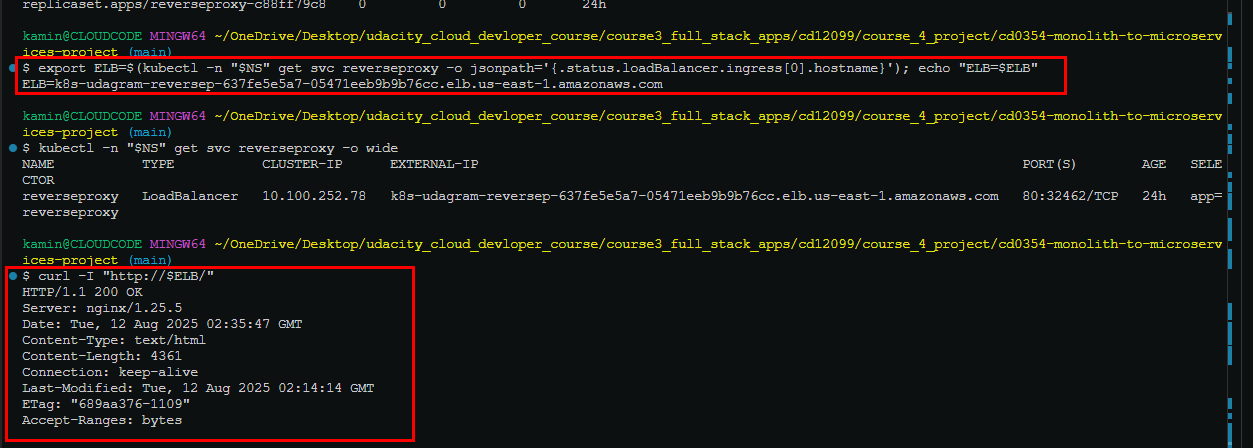 replicaset.apps/reverseproxy-c88ff79c8    0         0         0       24h
kamin@CLOUDCODE MINGW64 ~/OneDrive/Desktop/udacity_cloud_devloper_course/course3_full_stack_apps/cd12099/course_4_project/cd0354-monolith-to-microserv
ices-project (main)
$ export ELB=$(kubectl -n "$NS" get svc reverseproxy -o jsonpath='{.status.loadBalancer.ingress[0].hostname}'); echo "ELB=$ELB"
ELB=k8s-udagram-reversep-637fe5e5a7-05471eeb9b9b76cc.elb.us-east-1.amazonaws.com
kamin@CLOUDCODE MINGW64 ~/OneDrive/Desktop/udacity_cloud_devloper_course/course3_full_stack_apps/cd12099/course_4_project/cd0354-monolith-to-microserv
ices-project (main)
$ kubectl -n "$NS" get svc reverseproxy -o wide
NAME           TYPE           CLUSTER-IP      EXTERNAL-IP                                                                    PORT(S)        AGE   SELE
CTOR
reverseproxy   LoadBalancer   10.100.252.78   k8s-udagram-reversep-637fe5e5a7-05471eeb9b9b76cc.elb.us-east-1.amazonaws.com   80:32462/TCP   24h   app=
reverseproxy
kamin@CLOUDCODE MINGW64 ~/OneDrive/Desktop/udacity_cloud_devloper_course/course3_full_stack_apps/cd12099/course_4_project/cd0354-monolith-to-microserv
ices-project (main)
$ curl -I "http://$ELB/"
HTTP/1.1 200 OK
Server: nginx/1.25.5
Date: Tue, 12 Aug 2025 02:35:47 GMT
Content-Type: text/html
Content-Length: 4361
Connection: keep-alive
Last-Modified: Tue, 12 Aug 2025 02:14:14 GMT
ETag: "689aa376-1109"
Accept-Ranges: bytes